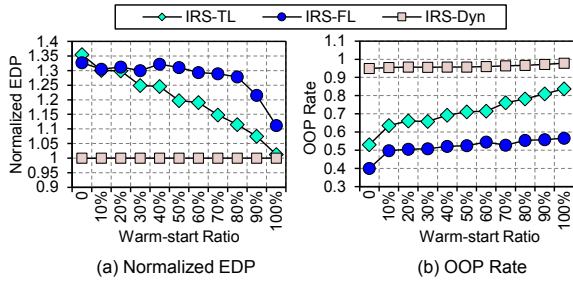 IRS-TL IRS-FL IRS-Dyn
Normalized EDP
1.4
1.35
1.3
1.25
1.2
1.15
1.1
1.05
1
0.95
0.9
0 10% 20% 30% 40% 50% 60% 70% 80% 90% 100%
Warm-start Ratio
(a) Normalized EDP
OOP Rate
1.1
1
0.9
0.8
0.7
0.6
0.5
0.4
0.3
0 10% 20% 30% 40% 50% 60% 70% 80% 90% 100%
Warm-start Ratio
(b) OOP Rate